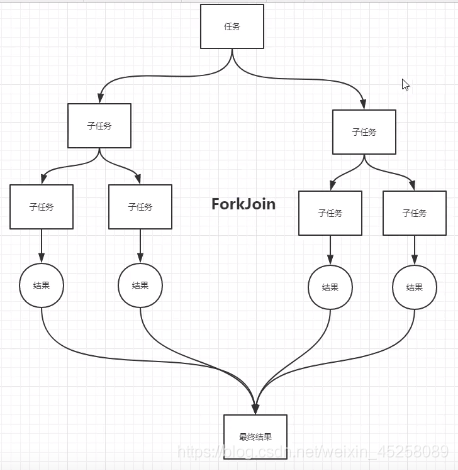 任务
子任务
子任务
子任务
子任务
ForkJoin
子任务
子任务
结果
结果
结果
结果
最终结果
https://blog.csdn.net/weixin_45258089